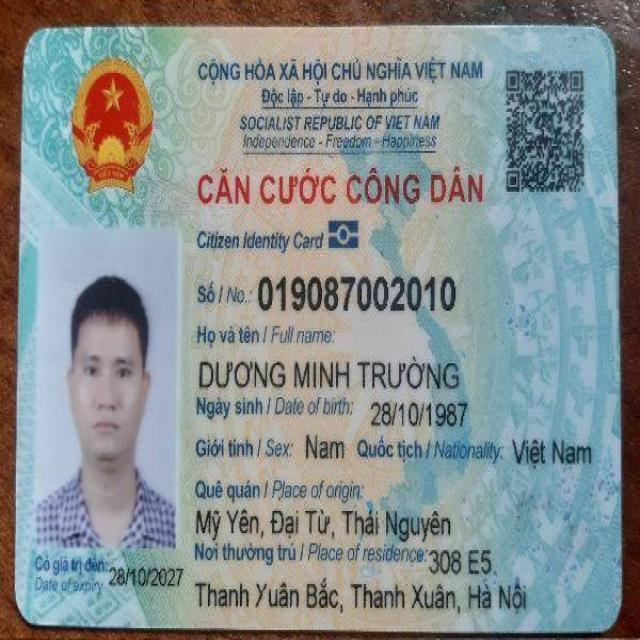 CỘNG HÒA XÃ HỘI CHỦ NGHĨA VIỆT NAM
Độc lập - Tự do - Hạnh phúc
SOCIALIST REPUBLIC OF VIET NAM
Independence - Freedom - Happiness
CĂN CƯỚC CÔNG DÂN
Citizen Identity Card
Số / No.: 019087002010
Họ và tên / Full name:
DƯƠNG MINH TRƯỜNG
Ngày sinh / Date of birth: 28/10/1987
Giới tính / Sex: Nam Quốc tịch / Nationality: Việt Nam
Quê quán / Place of origin:
Mỹ Yên, Đại Từ, Thái Nguyên
Nơi thường trú / Place of residence: 308 E5
Thanh Xuân Bắc, Thanh Xuân, Hà Nội
Có giá trị đến: 28/10/2027
Date of expiry